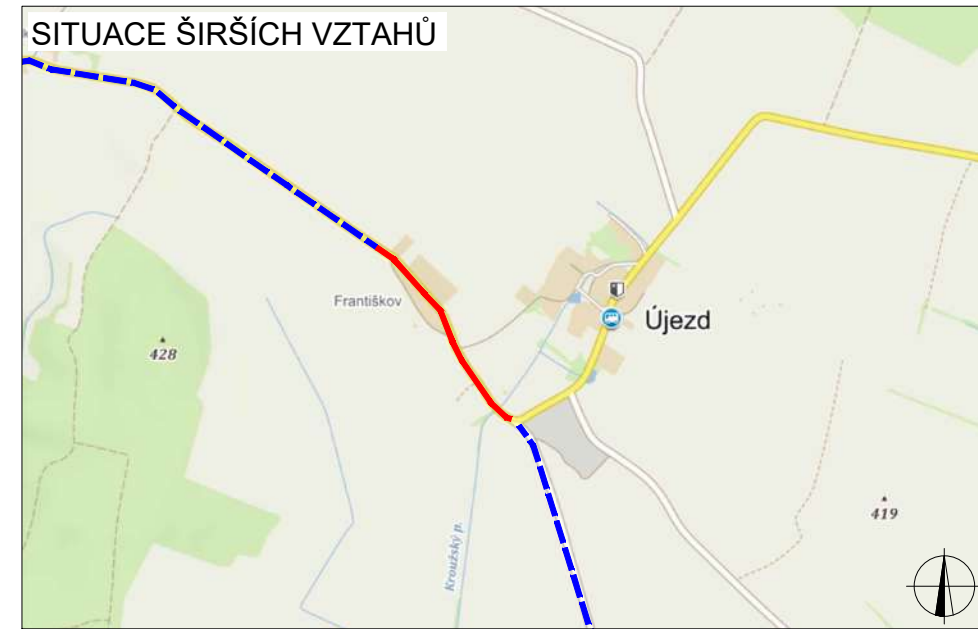 SITUACE ŠIRŠÍCH VZTAHŮ
Františkov
Újezd
428
419
Kroužský p.